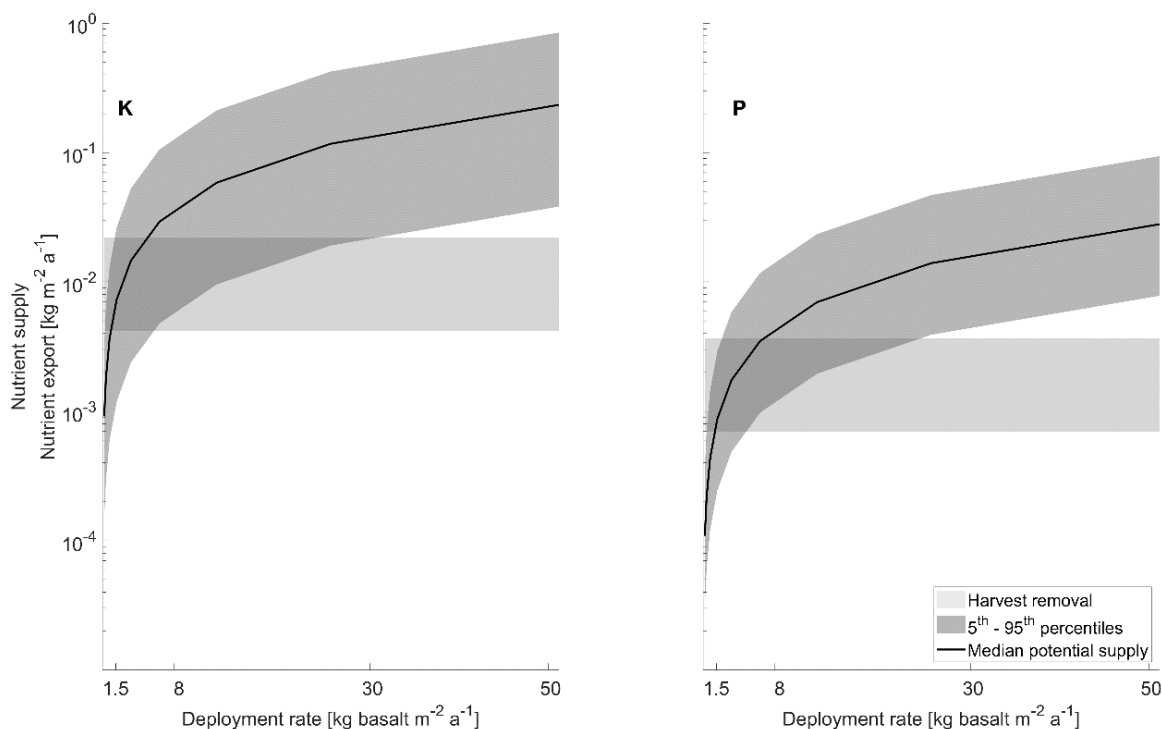 10⁰
10⁻¹
10⁻²
10⁻³
10⁻⁴
Nutrient supply
Nutrient export [kg m⁻² a⁻¹]
K
1.5 8 30 50
Deployment rate [kg basalt m⁻² a⁻¹]
P
Harvest removal
5ᵗʰ - 95ᵗʰ percentiles
Median potential supply
1.5 8 30 50
Deployment rate [kg basalt m⁻² a⁻¹]